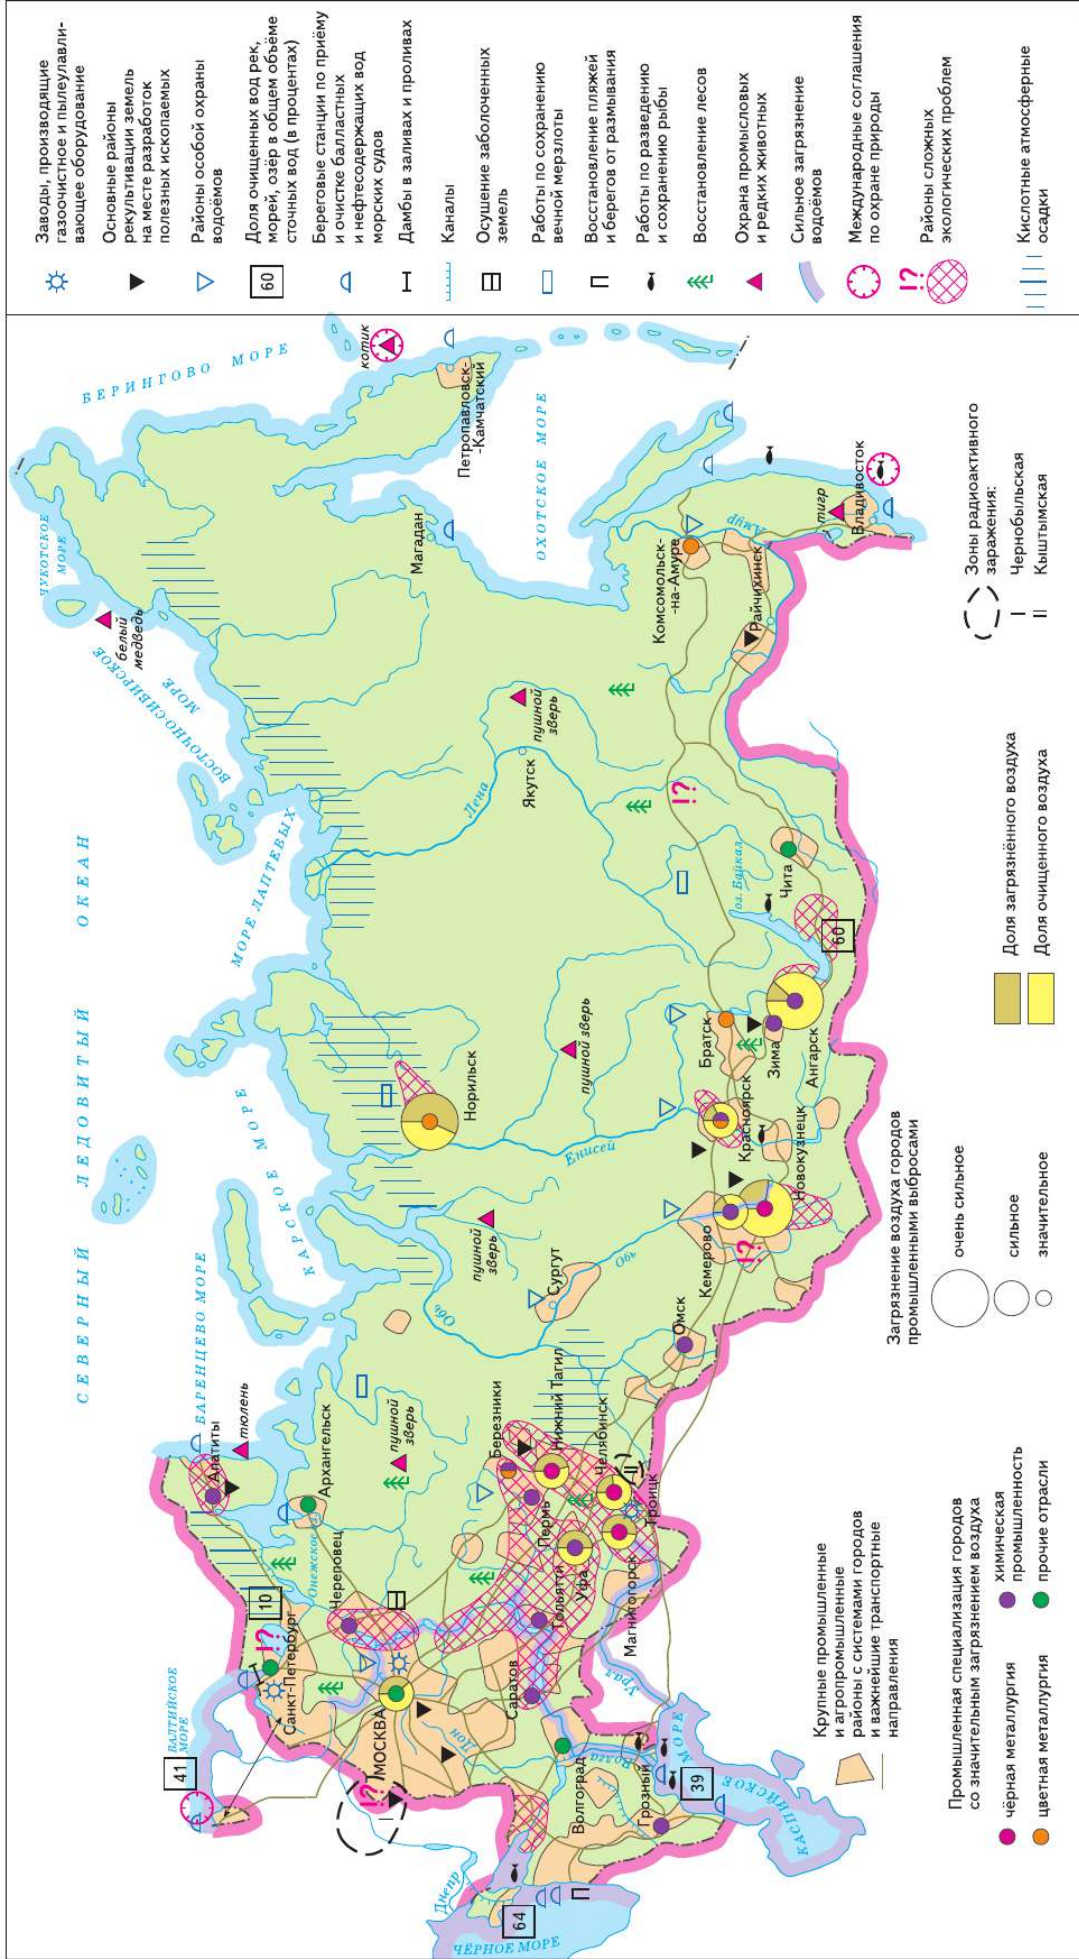 СЕВЕРНЫЙ ЛЕДОВИТЫЙ ОКЕАН
БЕРИНГОВО МОРЕ
ЧУКОТСКОЕ
МОРЕ
ВОСТОЧНО-СИБИРСКОЕ
МОРЕ
МОРЕ ЛАПТЕВЫХ
КАРСКОЕ МОРЕ
БАРЕНЦЕВО МОРЕ
БАЛТИЙСКОЕ
МОРЕ
ОХОТСКОЕ МОРЕ
ЧЁРНОЕ МОРЕ
КАСПИЙСКОЕ МОРЕ
белый
медведь
котик
Петропавловск-
-Камчатский
Магадан
тюлень
Апатиты
Архангельск
Онежское оз.
10
Санкт-Петербург
!?
41
Череповец
МОСКВА
!?
I
Днепр
64
Дон
Волгоград
Волга
Грозный
39
Саратов
Урал
Тольятти
Уфа
Пермь
Березники
Нижний Тагил
Челябинск
II
Троицк
Магнитогорск
пушной
зверь
Обь
Сургут
Обь
Омск
пушной
зверь
Норильск
Енисей
пушной зверь
Кемерово
!?
Новокузнецк
Красноярск
Братск
Зима
Ангарск
60
оз. Байкал
Чита
!?
Лена
Якутск
пушной
зверь
Комсомольск-
-на-Амуре
Амур
Райчихинск
тигр
Владивосток
Заводы, производящие
газоочистное и пылеулавли-
вающее оборудование
Основные районы
рекультивации земель
на месте разработок
полезных ископаемых
Районы особой охраны
водоёмов
60
Доля очищенных вод рек,
морей, озёр в общем объёме
сточных вод (в процентах)
Береговые станции по приёму
и очистке балластных
и нефтесодержащих вод
морских судов
Дамбы в заливах и проливах
Каналы
Осушение заболоченных
земель
Работы по сохранению
вечной мерзлоты
Восстановление пляжей
и берегов от размывания
Работы по разведению
и сохранению рыбы
Восстановление лесов
Охрана промысловых
и редких животных
Сильное загрязнение
водоёмов
Международные соглашения
по охране природы
!?
Районы сложных
экологических проблем
Кислотные атмосферные
осадки
Крупные промышленные
и агропромышленные
районы с системами городов
и важнейшие транспортные
направления
Промышленная специализация городов
со значительным загрязнением воздуха
чёрная металлургия
цветная металлургия
химическая
промышленность
прочие отрасли
Загрязнение воздуха городов
промышленными выбросами
очень сильное
сильное
значительное
Доля загрязнённого воздуха
Доля очищенного воздуха
Зоны радиоактивного
заражения:
I Чернобыльская
II Кыштымская